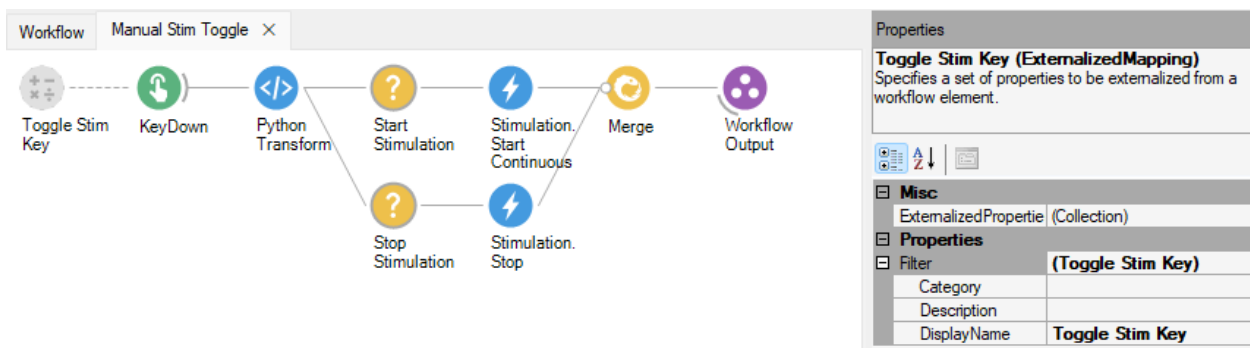 Workflow
Manual Stim Toggle
Toggle Stim
Key
KeyDown
Python
Transform
Start
Stimulation
Stimulation.
Start
Continuous
Merge
Workflow
Output
Stop
Stimulation
Stimulation.
Stop
Properties
Toggle Stim Key (ExternalizedMapping)
Specifies a set of properties to be externalized from a
workflow element.
Misc
ExternalizedPropertie (Collection)
Properties
Filter (Toggle Stim Key)
Category
Description
DisplayName Toggle Stim Key